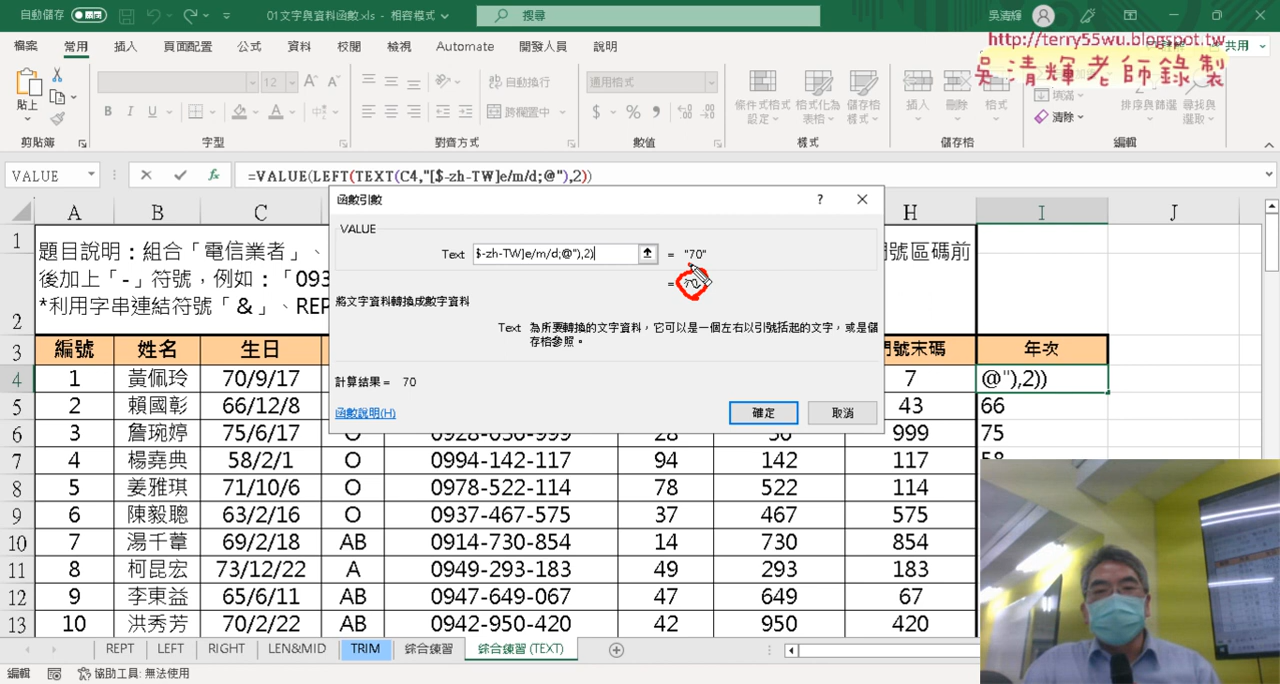 自動儲存 01文字與資料函數.xls - 相容模式 搜尋 吳清輝
檔案 常用 插入 頁面配置 公式 資料 校閱 檢視 Automate 開發人員 說明 共用
http://terry55wu.blogspot.tw
吳清輝老師錄製
貼上 12 自動換行 通用格式
跨欄置中 條件式格式設定 格式化為表格 儲存格樣式 插入 刪除 格式 填滿 清除 排序與篩選 尋找與選取
剪貼簿 字型 對齊方式 數值 樣式 儲存格 編輯
VALUE =VALUE(LEFT(TEXT(C4,"[$-zh-TW]e/m/d;@"),2))
函數引數 ?
VALUE
Text $-zh-TW]e/m/d;@"),2) = "70"
= 70
將文字資料轉換成數字資料
Text 為所要轉換的文字資料，它可以是一個左右以引號括起的文字，或是儲存格參照。
計算結果 = 70
函數說明(H) 確定 取消
A B C H I J
1 題目說明：組合「電信業者」、 號區碼前
後加上「-」符號，例如：「093
2 *利用字串連結符號「&」、REP
3 編號 姓名 生日 門號末碼 年次
4 1 黃佩玲 70/9/17 7 @"),2))
5 2 賴國彰 66/12/8 43 66
6 3 詹琬婷 75/6/17 O 0928-030-999 28 30 999 75
7 4 楊堯典 58/2/1 O 0994-142-117 94 142 117 58
8 5 姜雅琪 71/10/6 O 0978-522-114 78 522 114
9 6 陳毅聰 63/2/16 O 0937-467-575 37 467 575
10 7 湯千葦 69/2/18 AB 0914-730-854 14 730 854
11 8 柯昆宏 73/12/22 A 0949-293-183 49 293 183
12 9 李東益 65/6/11 AB 0947-649-067 47 649 67
13 10 洪秀芳 70/2/22 AB 0942-950-420 42 950 420
REPT LEFT RIGHT LEN&MID TRIM 綜合練習 綜合練習 (TEXT)
編輯 協助工具: 無法使用